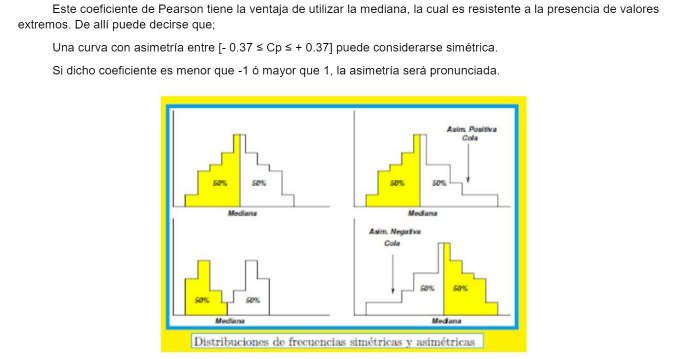 Este coeficiente de Pearson tiene la ventaja de utilizar la mediana, la cual es resistente a la presencia de valores
extremos. De allí puede decirse que;
Una curva con asimetría entre [- 0.37 ≤ Cp ≤ + 0.37] puede considerarse simétrica.
Si dicho coeficiente es menor que -1 ó mayor que 1, la asimetría será pronunciada.
50%
50%
Mediana
Asim. Positiva
Cola
50%
50%
Mediana
50%
50%
Mediana
Asim. Negativa
Cola
50%
50%
Mediana
Distribuciones de frecuencias simétricas y asimétricas